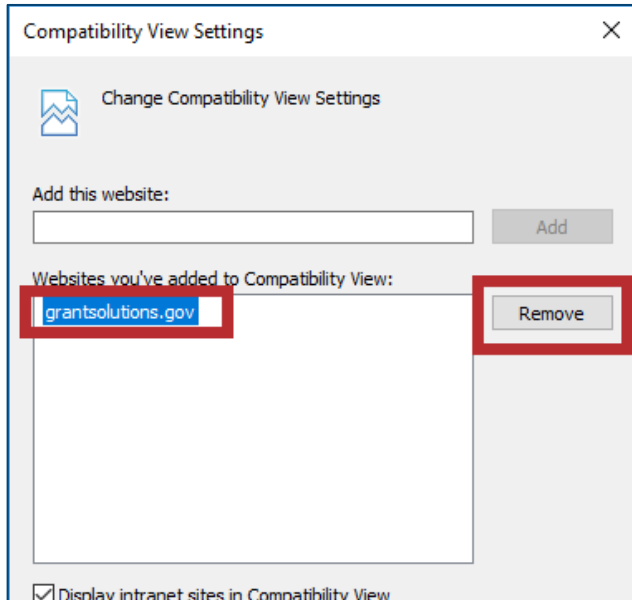 Compatibility View Settings
Change Compatibility View Settings
Add this website:
Add
Websites you've added to Compatibility View:
grantsolutions.gov
Remove
Display intranet sites in Compatibility View